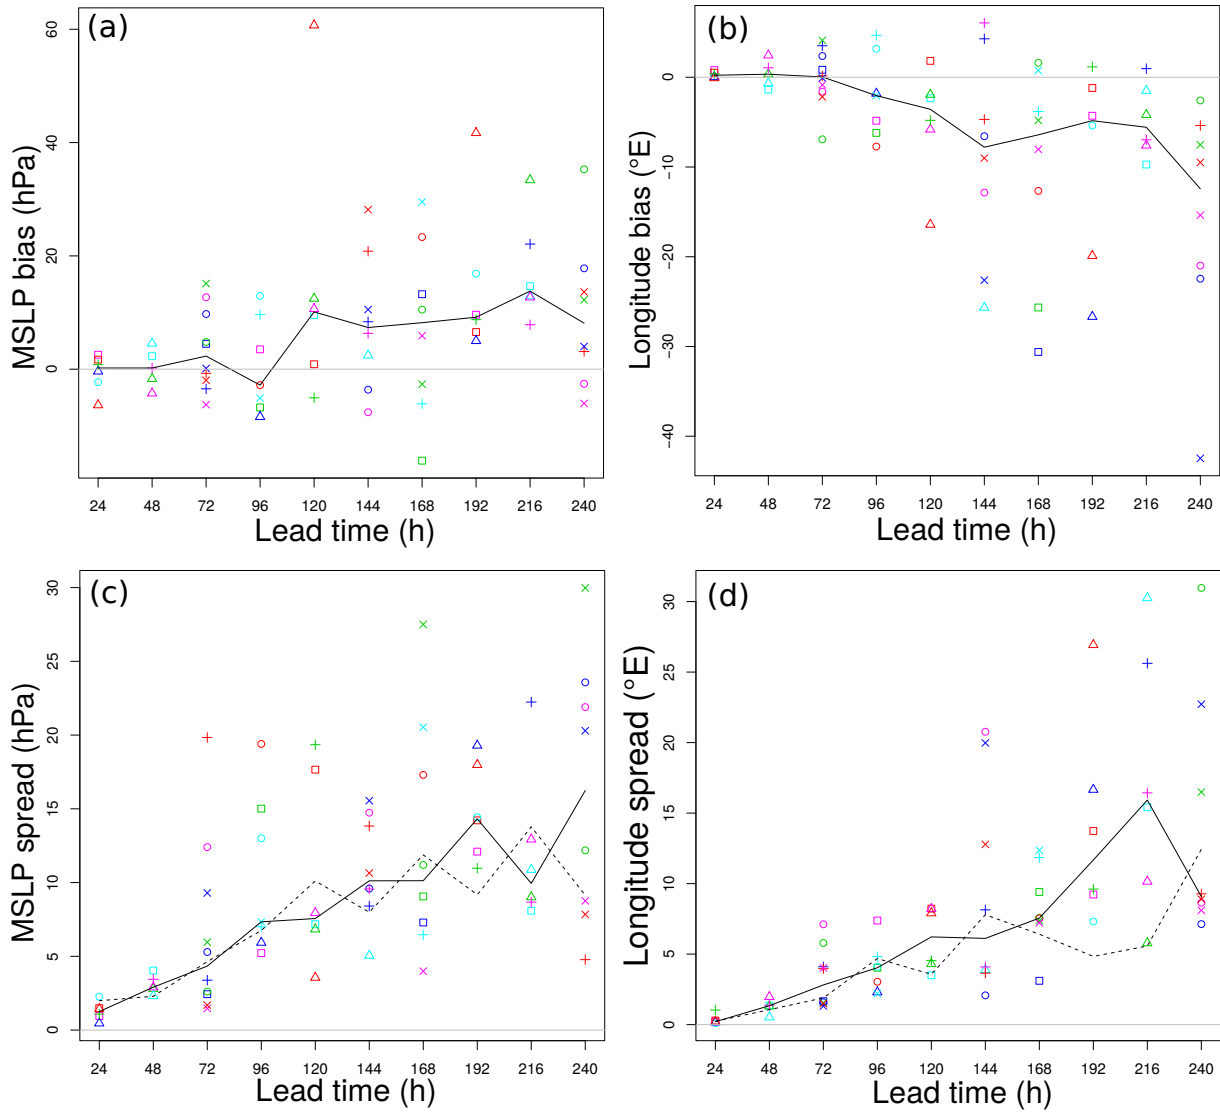 (a)
MSLP bias (hPa)
60
40
20
0
24 48 72 96 120 144 168 192 216 240
Lead time (h)
(b)
Longitude bias (°E)
0
−10
−20
−30
−40
24 48 72 96 120 144 168 192 216 240
Lead time (h)
(c)
MSLP spread (hPa)
30
25
20
15
10
5
0
24 48 72 96 120 144 168 192 216 240
Lead time (h)
(d)
Longitude spread (°E)
30
25
20
15
10
5
0
24 48 72 96 120 144 168 192 216 240
Lead time (h)